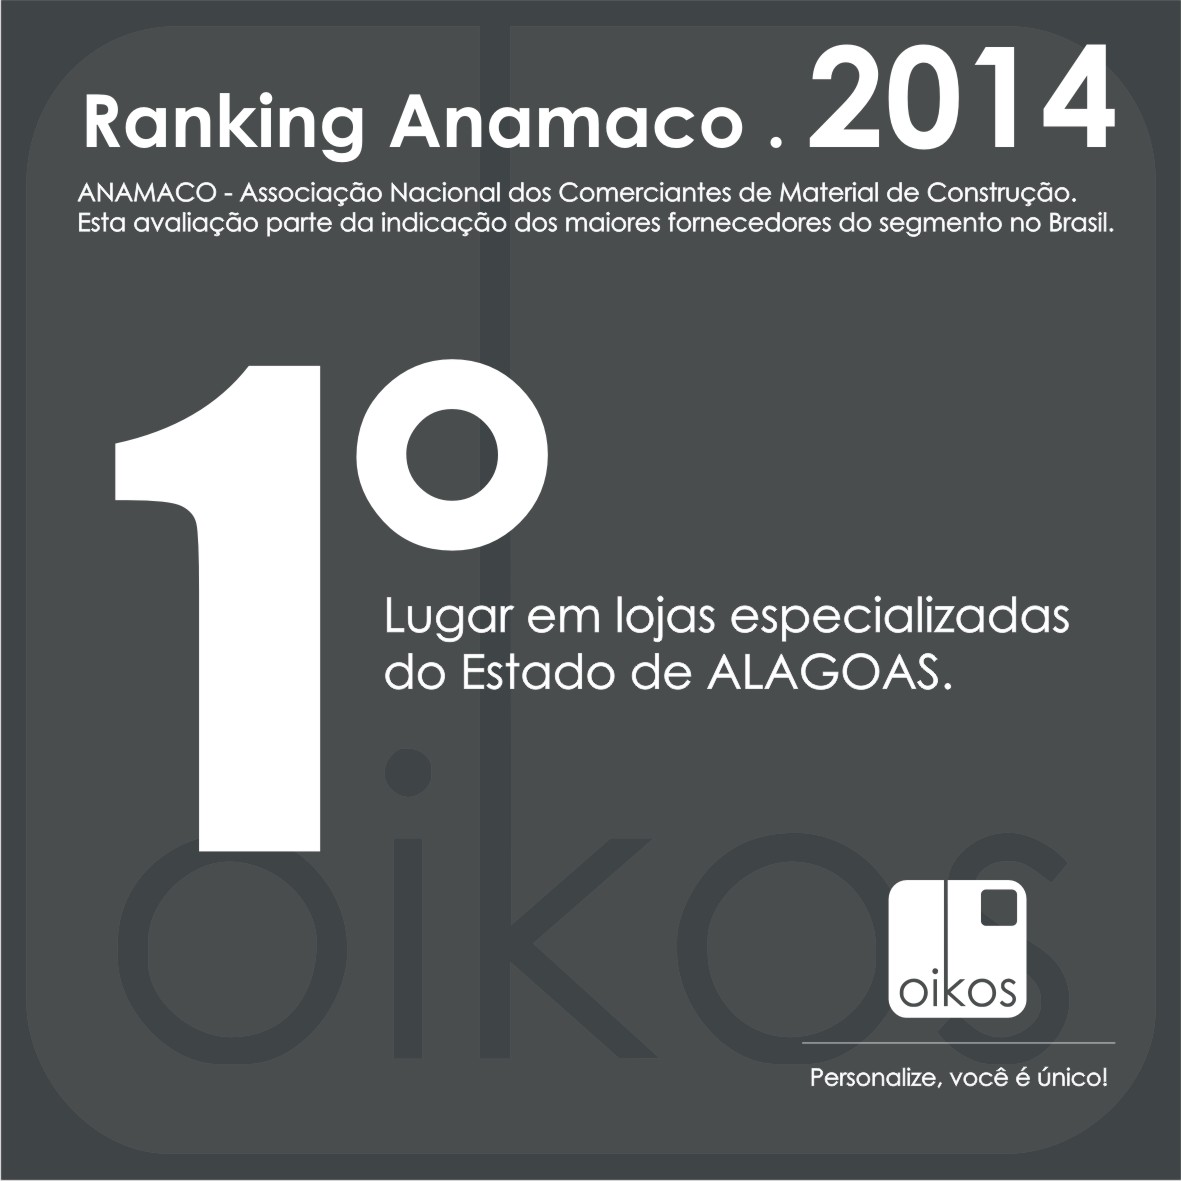 Ranking Anamaco . 2014
ANAMACO - Associação Nacional dos Comerciantes de Material de Construção.
Esta avaliação parte da indicação dos maiores fornecedores do segmento no Brasil.
1º
Lugar em lojas especializadas
do Estado de ALAGOAS.
oikos
oikos
Personalize, você é único!